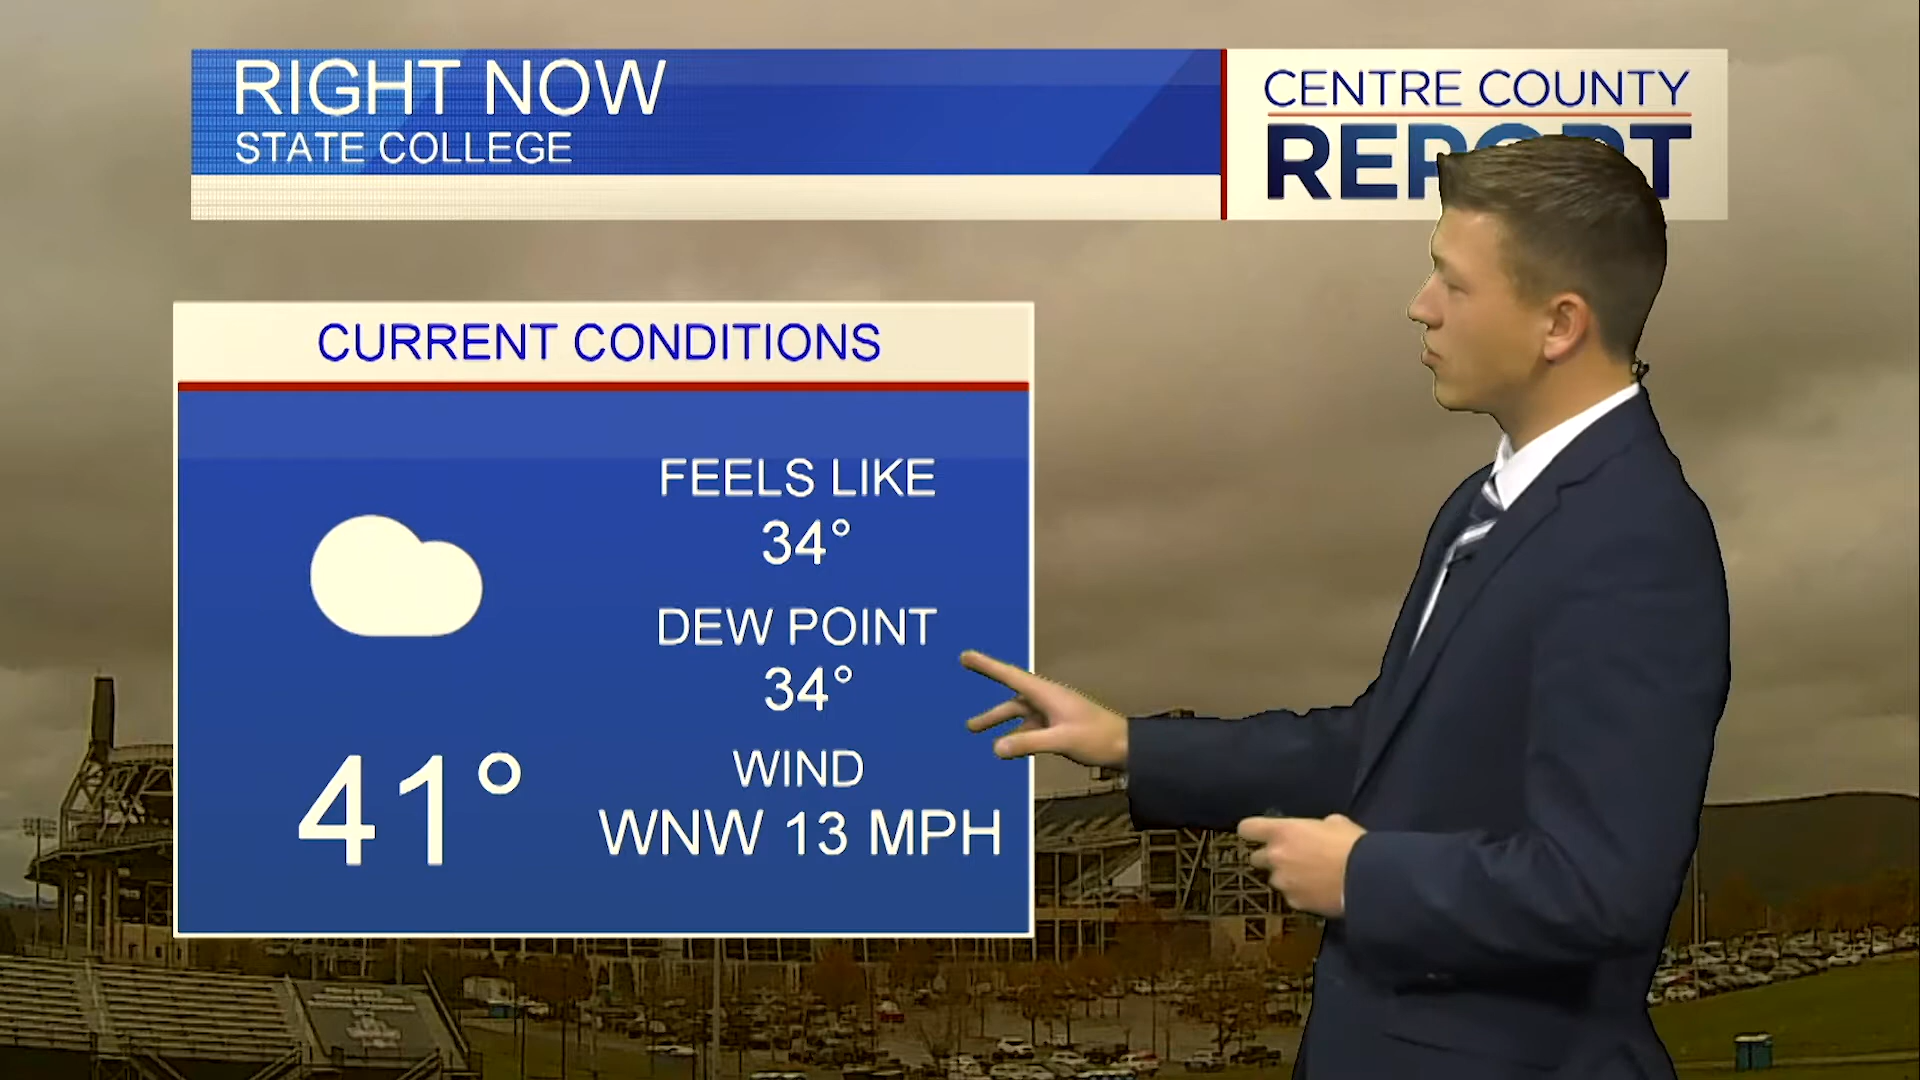 RIGHT NOW
STATE COLLEGE
CENTRE COUNTY
REPORT
CURRENT CONDITIONS
FEELS LIKE
34°
DEW POINT
34°
WIND
WNW 13 MPH
41°